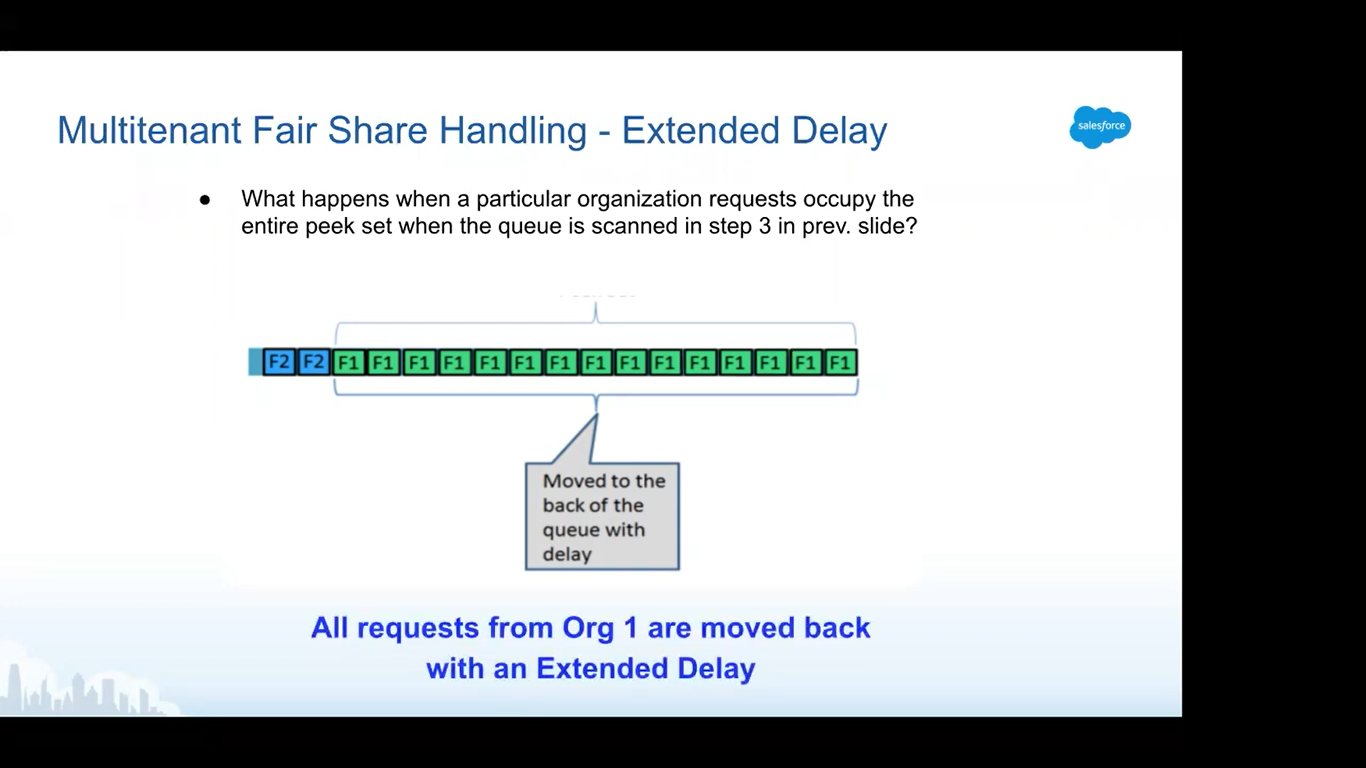 Multitenant Fair Share Handling - Extended Delay
salesforce
● What happens when a particular organization requests occupy the
entire peek set when the queue is scanned in step 3 in prev. slide?
F2 F2 F1 F1 F1 F1 F1 F1 F1 F1 F1 F1 F1 F1 F1 F1 F1
Moved to the
back of the
queue with
delay
All requests from Org 1 are moved back
with an Extended Delay